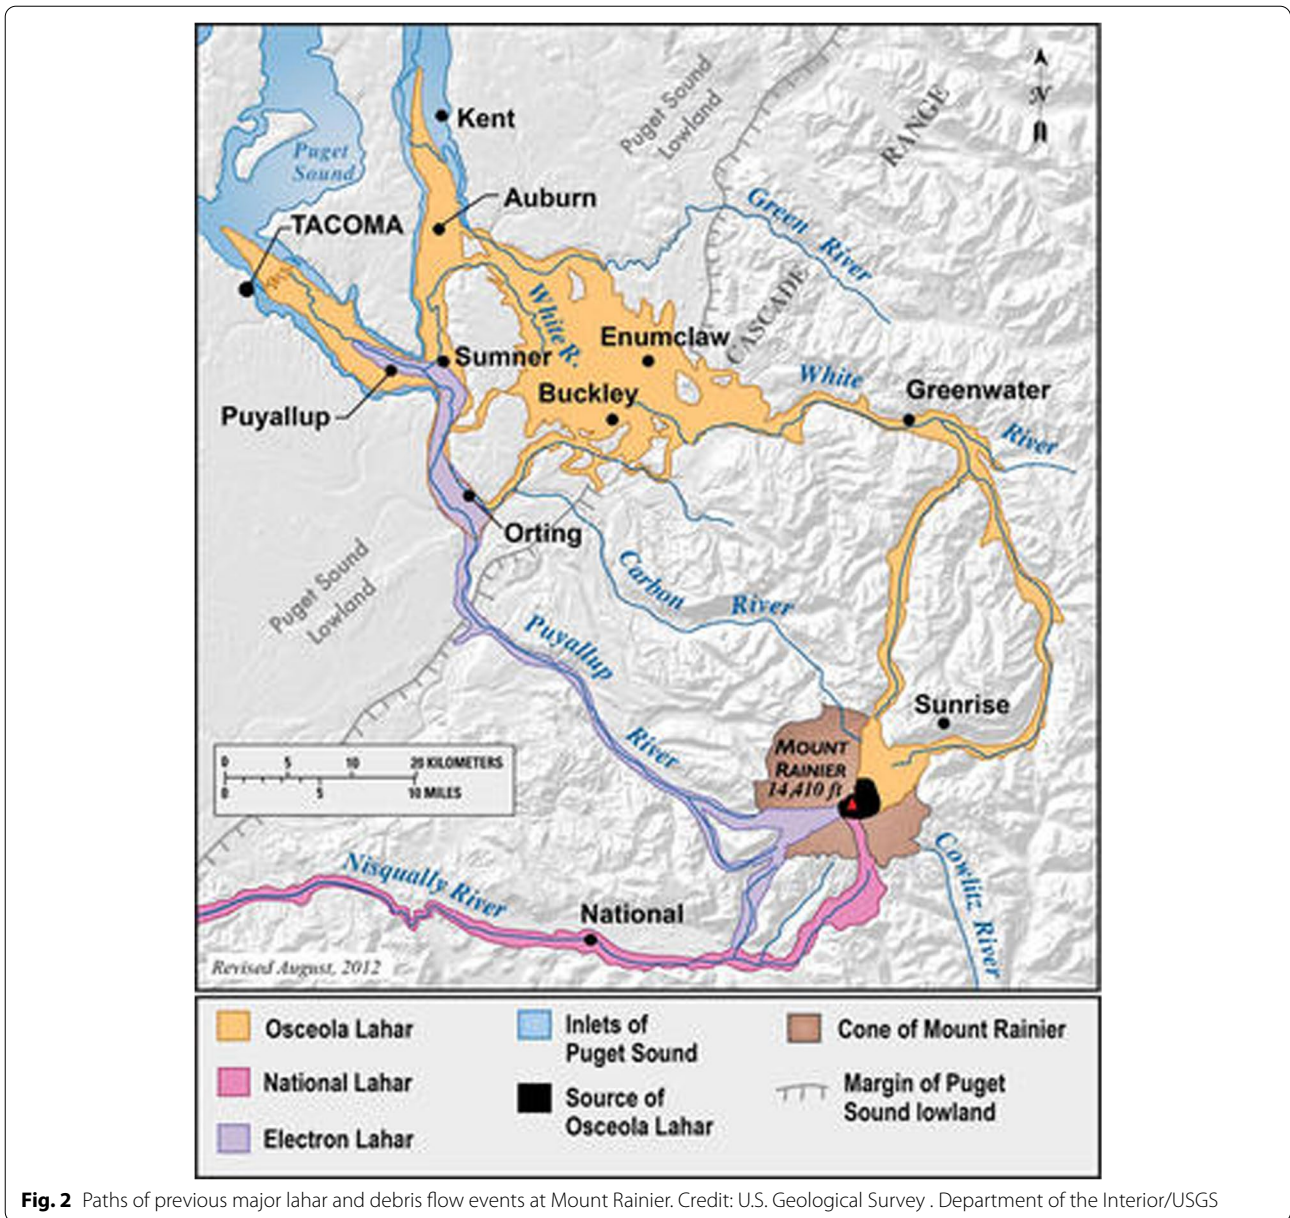 Kent
Puget Sound
Lowland
RANGE
N
Puget
Sound
Auburn
TACOMA
Green River
CASCADE
White R.
Enumclaw
Sumner
White
Greenwater
Buckley
Puyallup
River
Orting
Puget Sound
Lowland
Carbon River
Puyallup
River
Sunrise
MOUNT
RAINIER
14,410 ft
0 5 10 20 KILOMETERS
0 5 10 MILES
Nisqually River
Cowlitz River
National
Revised August, 2012
Osceola Lahar
National Lahar
Electron Lahar
Inlets of
Puget Sound
Source of
Osceola Lahar
Cone of Mount Rainier
Margin of Puget
Sound lowland
Fig. 2 Paths of previous major lahar and debris flow events at Mount Rainier. Credit: U.S. Geological Survey . Department of the Interior/USGS